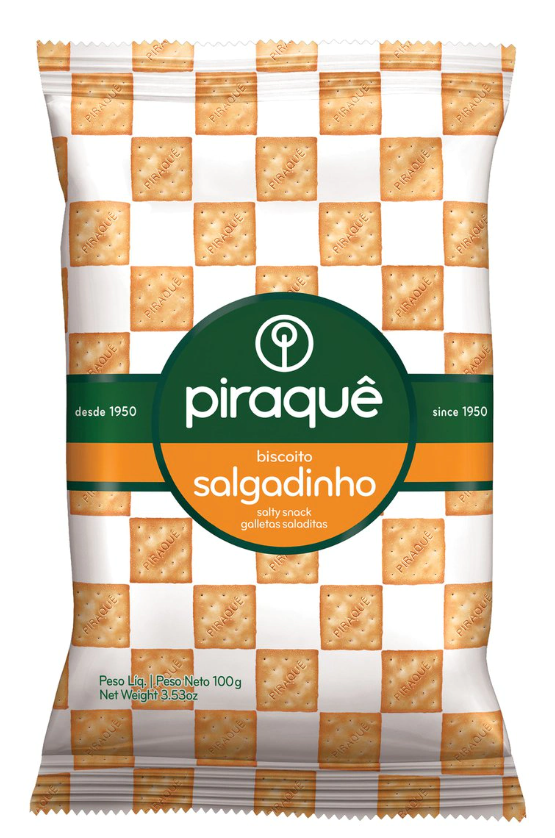 piraquê
desde 1950
since 1950
biscoito
salgadinho
salty snack
galletas saladitas
Peso Líq. | Peso Neto 100g
Net Weight 3.53oz
PIRAQUÊ